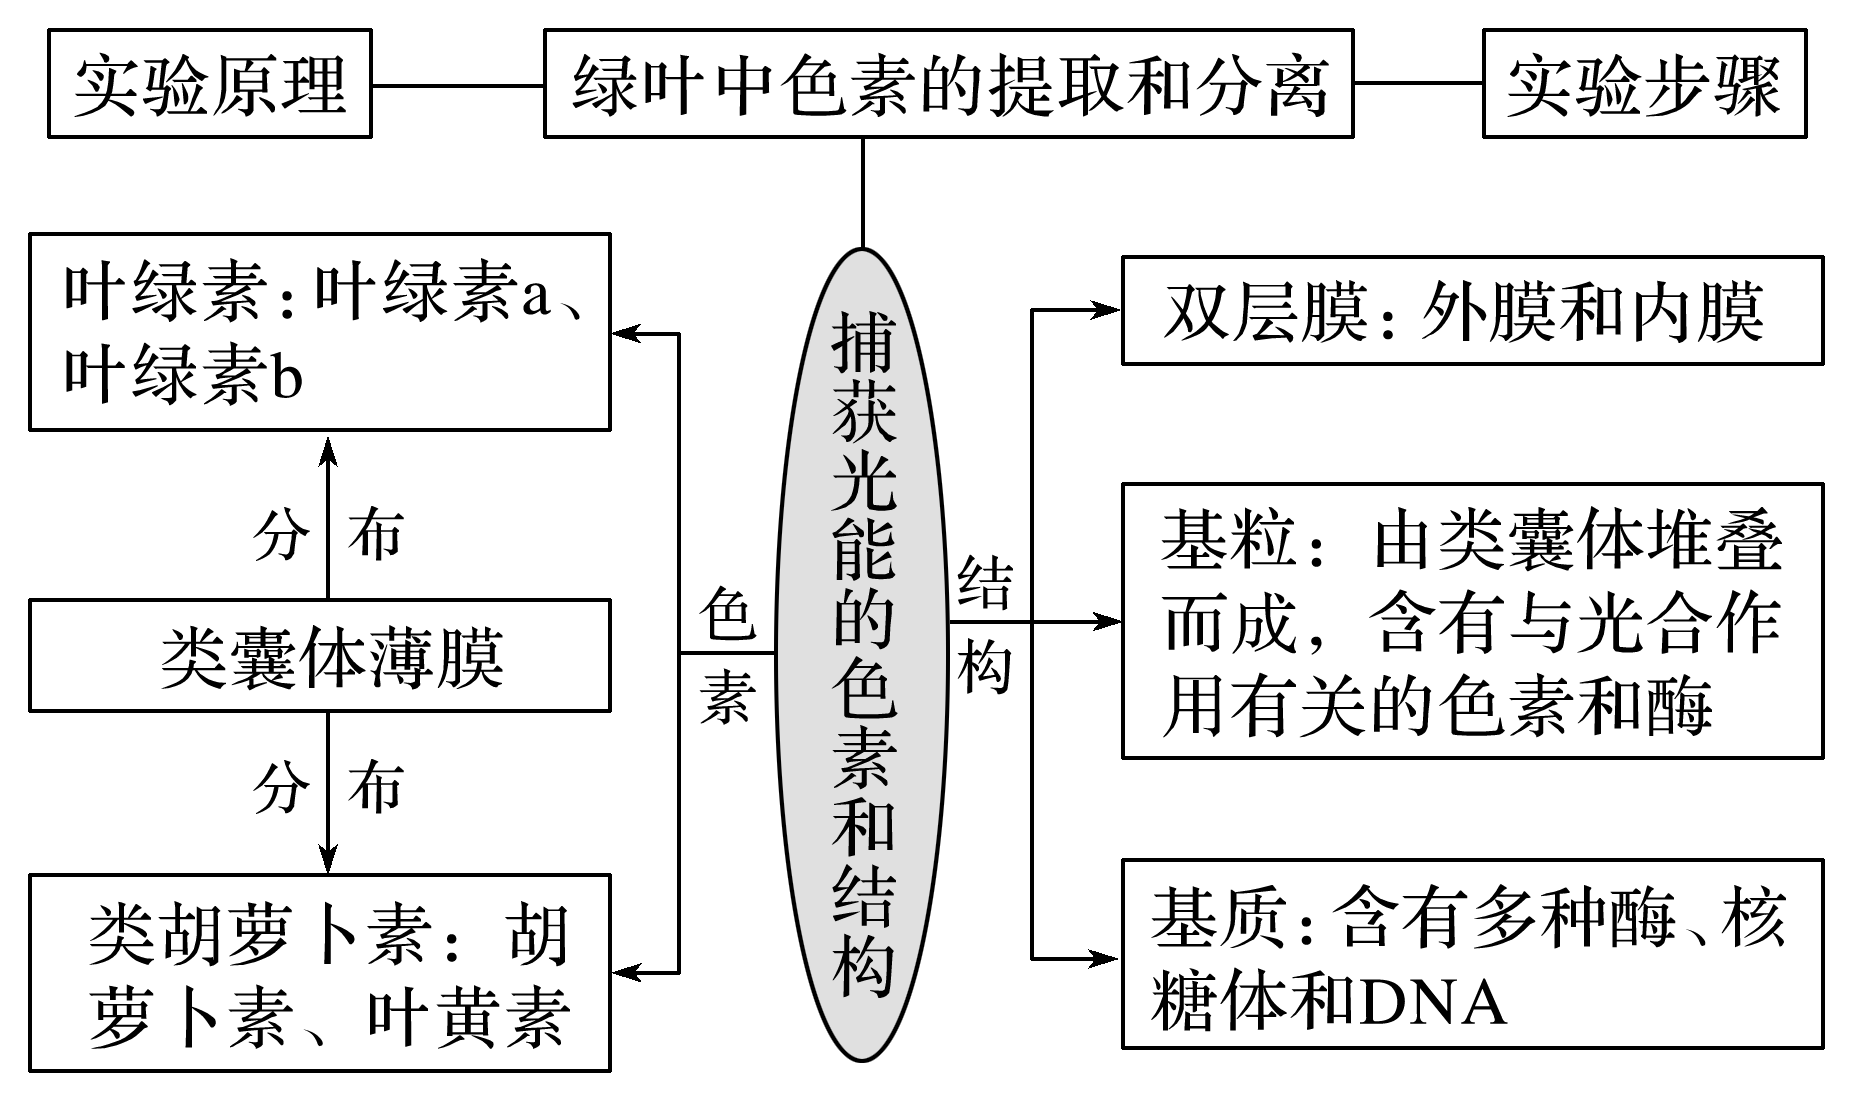 实验原理
绿叶中色素的提取和分离
实验步骤
叶绿素：叶绿素a、
叶绿素b
分布
类囊体薄膜
分布
类胡萝卜素：胡
萝卜素、叶黄素
色素
捕获光能的色素和结构
结构
双层膜：外膜和内膜
基粒：由类囊体堆叠
而成，含有与光合作
用有关的色素和酶
基质：含有多种酶、核
糖体和DNA